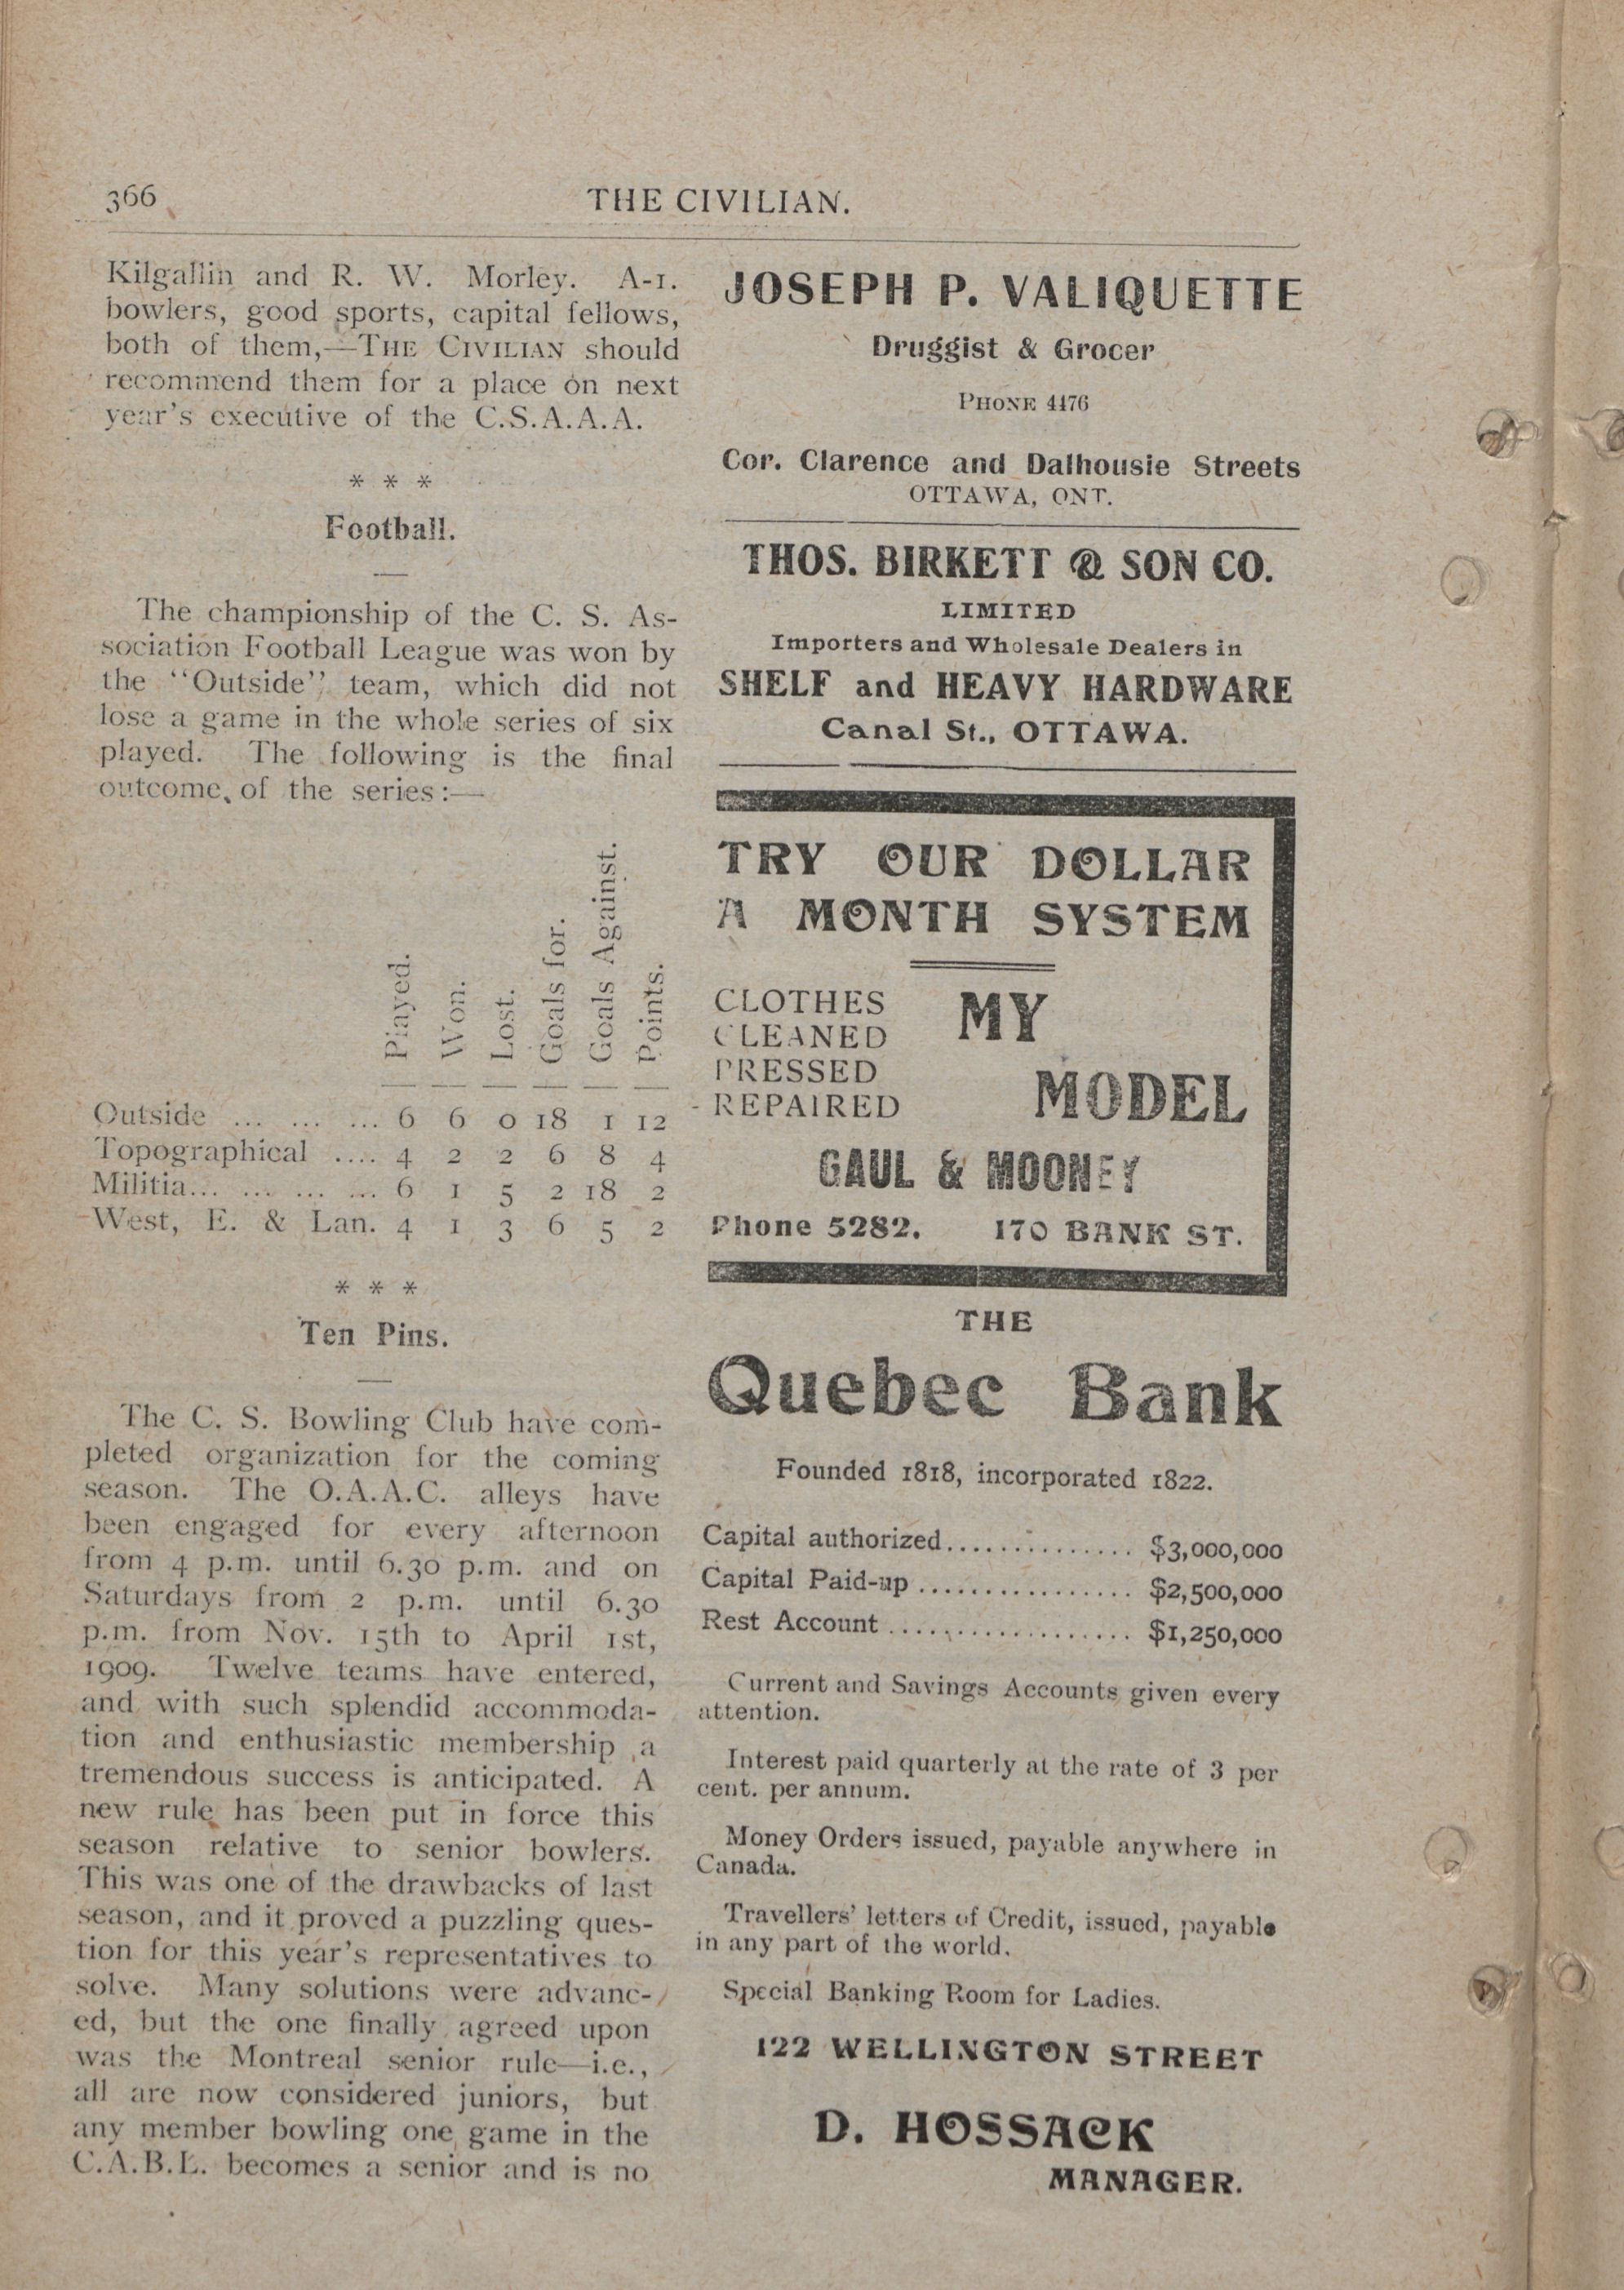 366
THE CIVILIAN.
Kilgallin and R. W. Morley. A-1.
bowlers, good sports, capital fellows,
both of them,—THE CIVILIAN should
recommend them for a place on next
year's executive of the C.S.A.A.A.
* * *
Football.
The championship of the C. S. As-
sociation Football League was won by
the "Outside" team, which did not
lose a game in the whole series of six
played. The following is the final
outcome of the series:—
Played. Won. Lost. Goals for. Goals Against. Points.
Outside ... ... ... 6 6 0 18 1 12
Topographical .... 4 2 2 6 8 4
Militia... ... ... ... 6 1 5 2 18 2
West, E. & Lan. 4 1 3 6 5 2
* * *
Ten Pins.
The C. S. Bowling Club have com-
pleted organization for the coming
season. The O.A.A.C. alleys have
been engaged for every afternoon
from 4 p.m. until 6.30 p.m. and on
Saturdays from 2 p.m. until 6.30
p.m. from Nov. 15th to April 1st,
1909. Twelve teams have entered,
and with such splendid accommoda-
tion and enthusiastic membership a
tremendous success is anticipated. A
new rule has been put in force this
season relative to senior bowlers.
This was one of the drawbacks of last
season, and it proved a puzzling ques-
tion for this year's representatives to
solve. Many solutions were advanc-
ed, but the one finally agreed upon
was the Montreal senior rule—i.e.,
all are now considered juniors, but
any member bowling one game in the
C.A.B.L. becomes a senior and is no
JOSEPH P. VALIQUETTE
Druggist & Grocer
PHONE 4476
Cor. Clarence and Dalhousie Streets
OTTAWA, ONT.
THOS. BIRKETT & SON CO.
LIMITED
Importers and Wholesale Dealers in
SHELF and HEAVY HARDWARE
Canal St., OTTAWA.
TRY OUR DOLLAR
A MONTH SYSTEM
CLOTHES
CLEANED
PRESSED
REPAIRED
MY
MODEL
GAUL & MOONEY
Phone 5282. 170 BANK ST.
THE
Quebec Bank
Founded 1818, incorporated 1822.
Capital authorized.............. $3,000,000
Capital Paid-up ................ $2,500,000
Rest Account .................. $1,250,000
Current and Savings Accounts given every
attention.
Interest paid quarterly at the rate of 3 per
cent. per annum.
Money Orders issued, payable anywhere in
Canada.
Travellers' letters of Credit, issued, payable
in any part of the world.
Special Banking Room for Ladies.
122 WELLINGTON STREET
D. HOSSACK
MANAGER.